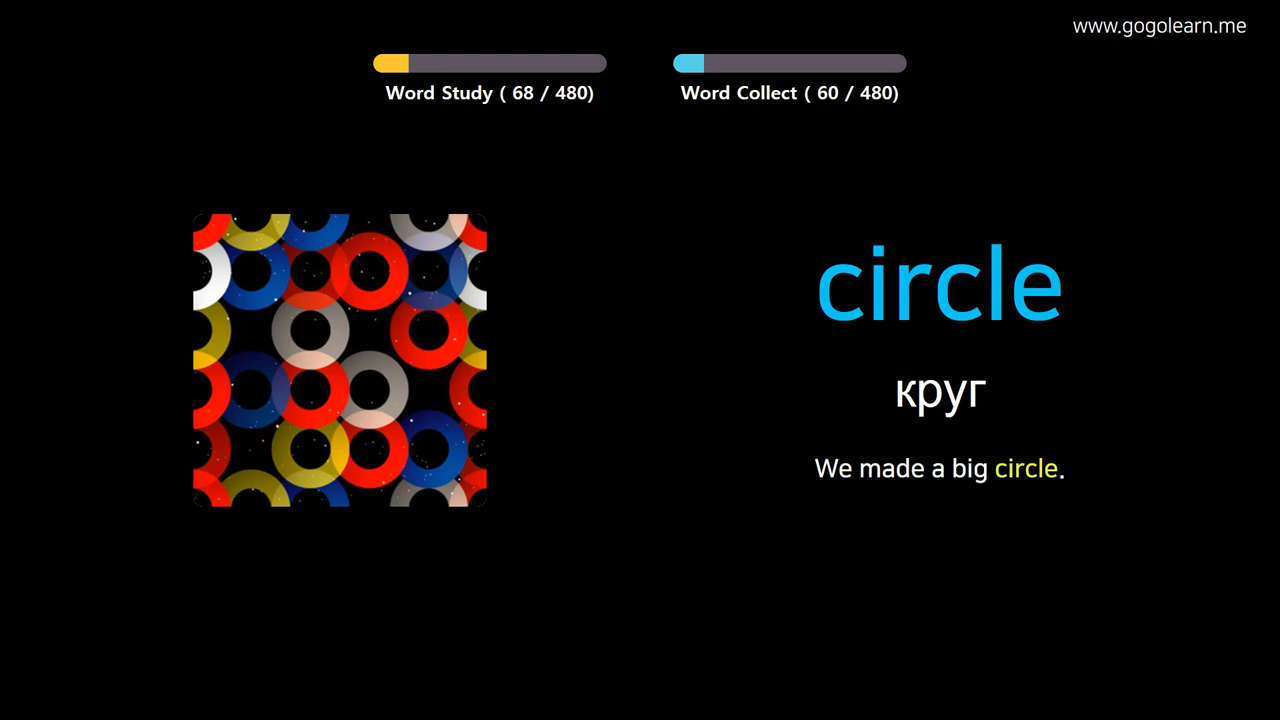 www.gogolearn.me
Word Study ( 68 / 480)
Word Collect ( 60 / 480)
circle
круг
We made a big circle.